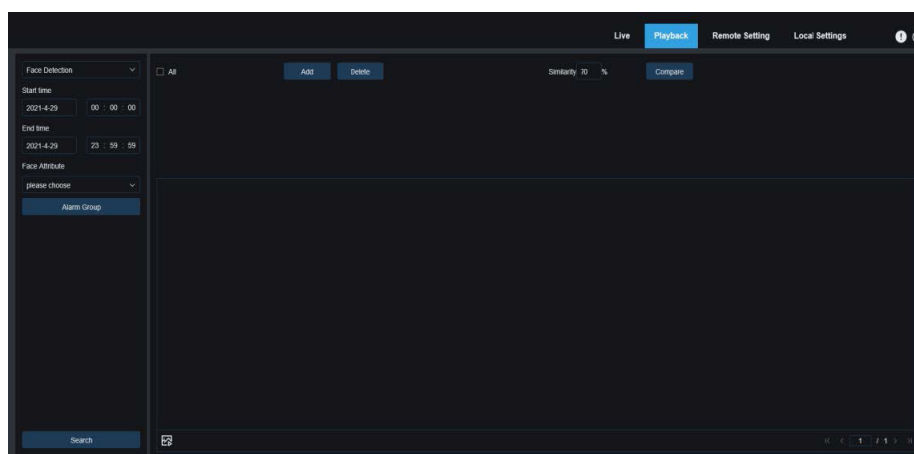 Live Playback Remote Setting Local Settings
Face Detection
All Add Delete Similarity 70 % Compare
Start time
2021-4-29 00 : 00 : 00
End time
2021-4-29 23 : 59 : 59
Face Attribute
please choose
Alarm Group
Search
1 / 1